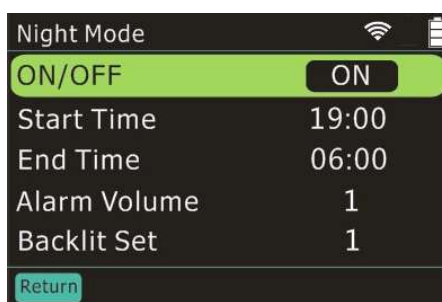 Night Mode
ON/OFF ON
Start Time 19:00
End Time 06:00
Alarm Volume 1
Backlit Set 1
Return